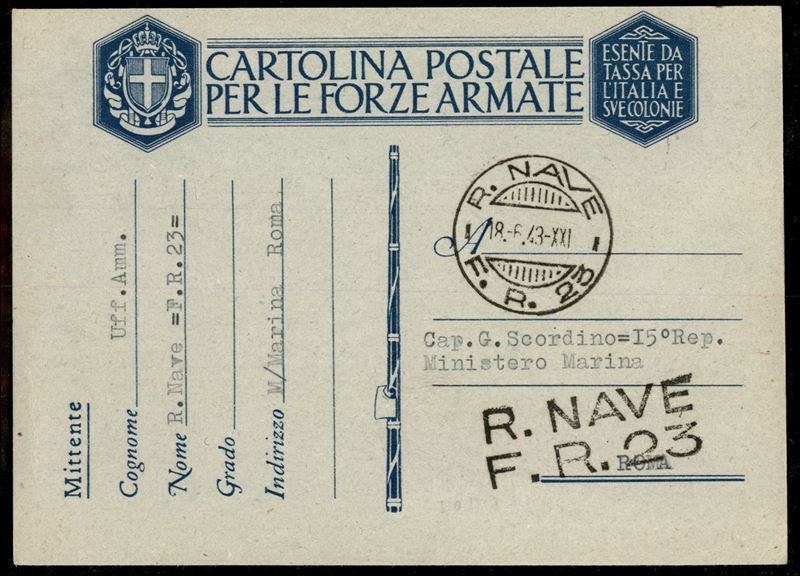 CARTOLINA POSTALE
PER LE FORZE ARMATE
ESENTE DA
TASSA PER
L'ITALIA E
SVE COLONIE
Mittente
Cognome Uff.Amm.
Nome R.Nave =F.R.23=
Grado
Indirizzo M/Marina Roma
R. NAVE
18-6.43-XXI
F. R. 23
A
Cap.G.Scordino=I5°Rep.
Ministero Marina
R. NAVE
F. R. 23
ROMA